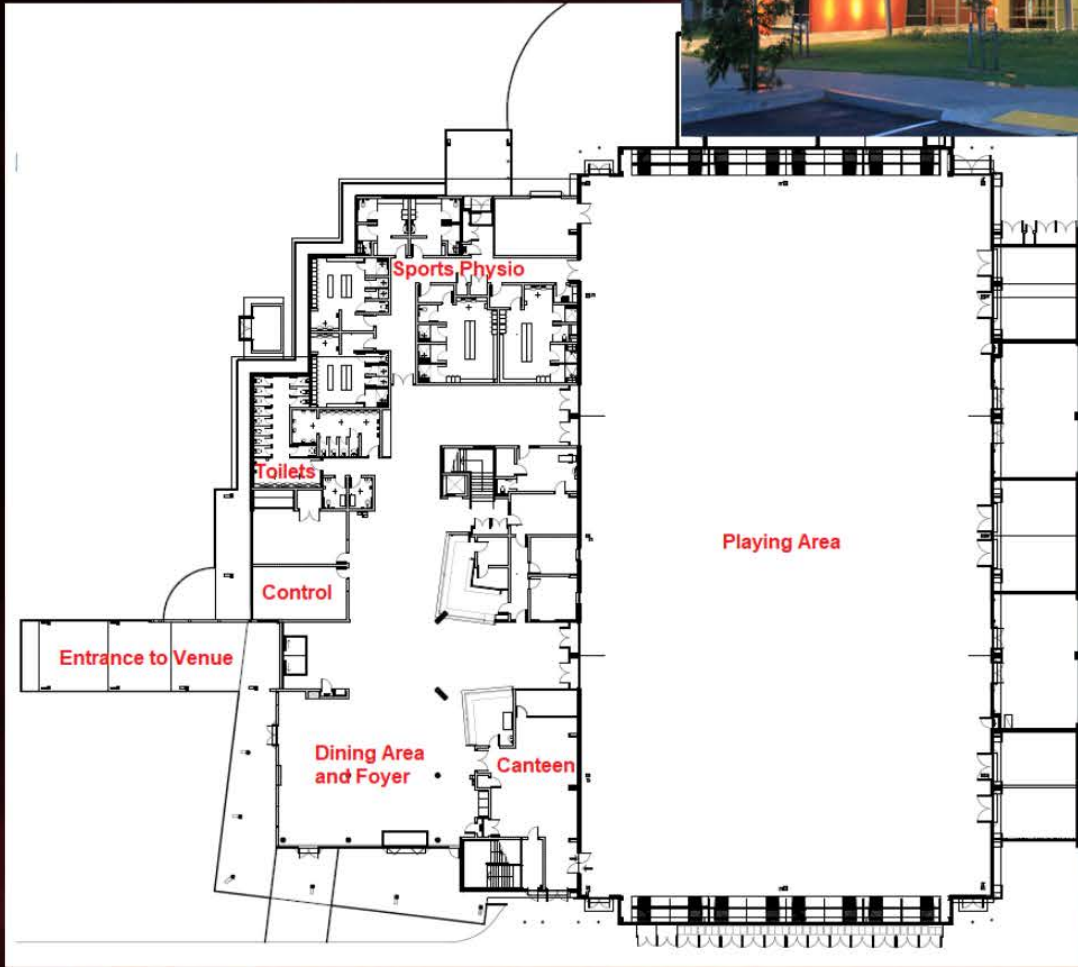 Sports Physio
Toilets
Playing Area
Control
Entrance to Venue
Dining Area
and Foyer
Canteen